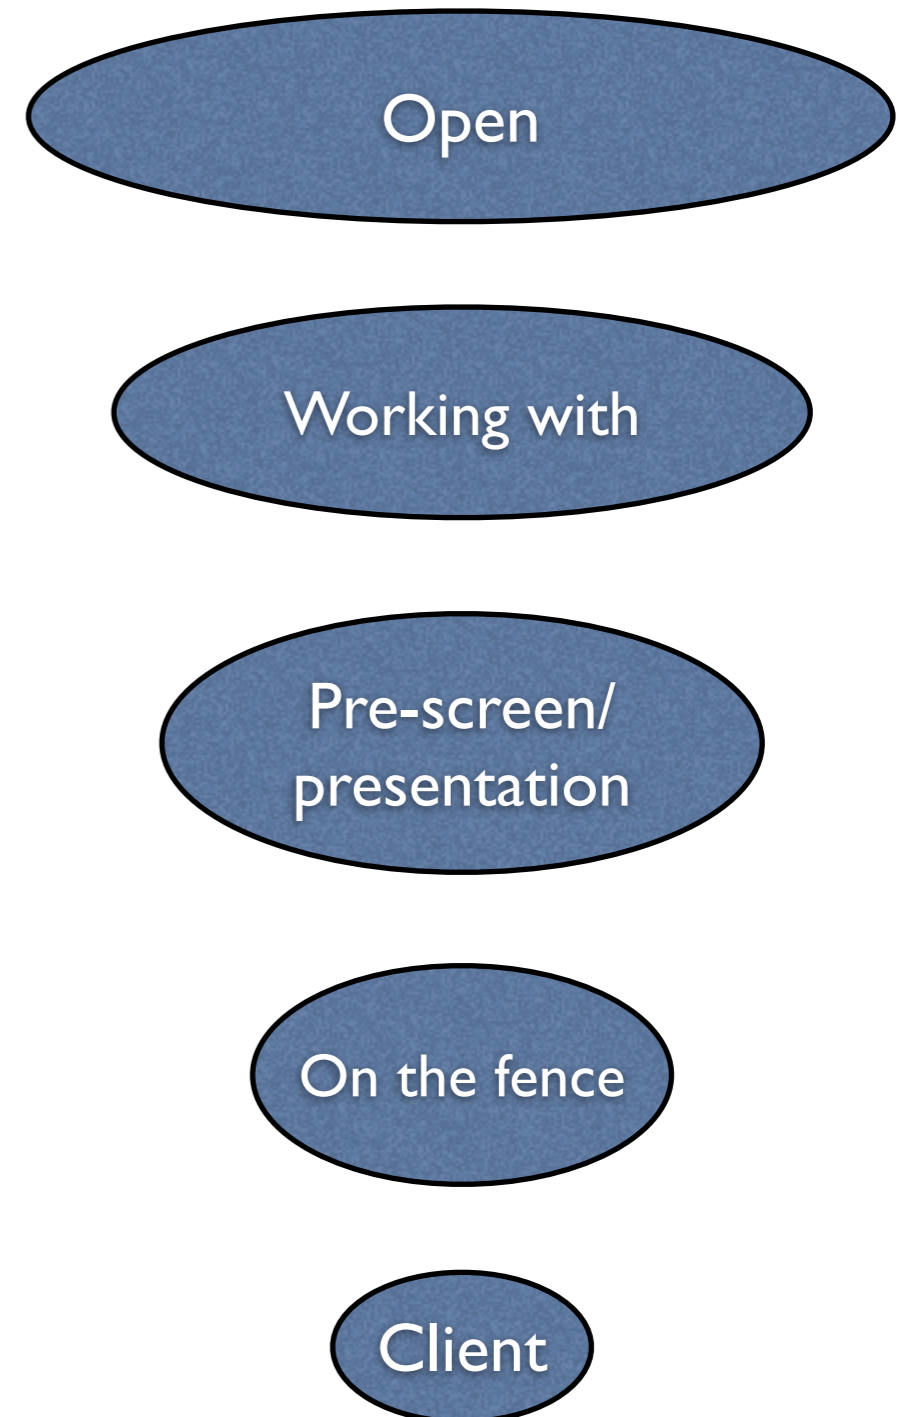 Open
Working with
Pre-screen/
presentation
On the fence
Client